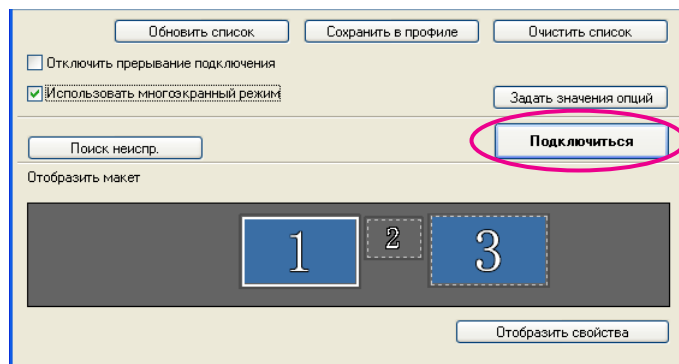 Обновить список Сохранить в профиле Очистить список
Отключить прерывание подключения
Использовать многоэкранный режим
Задать значения опций
Поиск неиспр.
Подключиться
Отобразить макет
1 2 3
Отобразить свойства